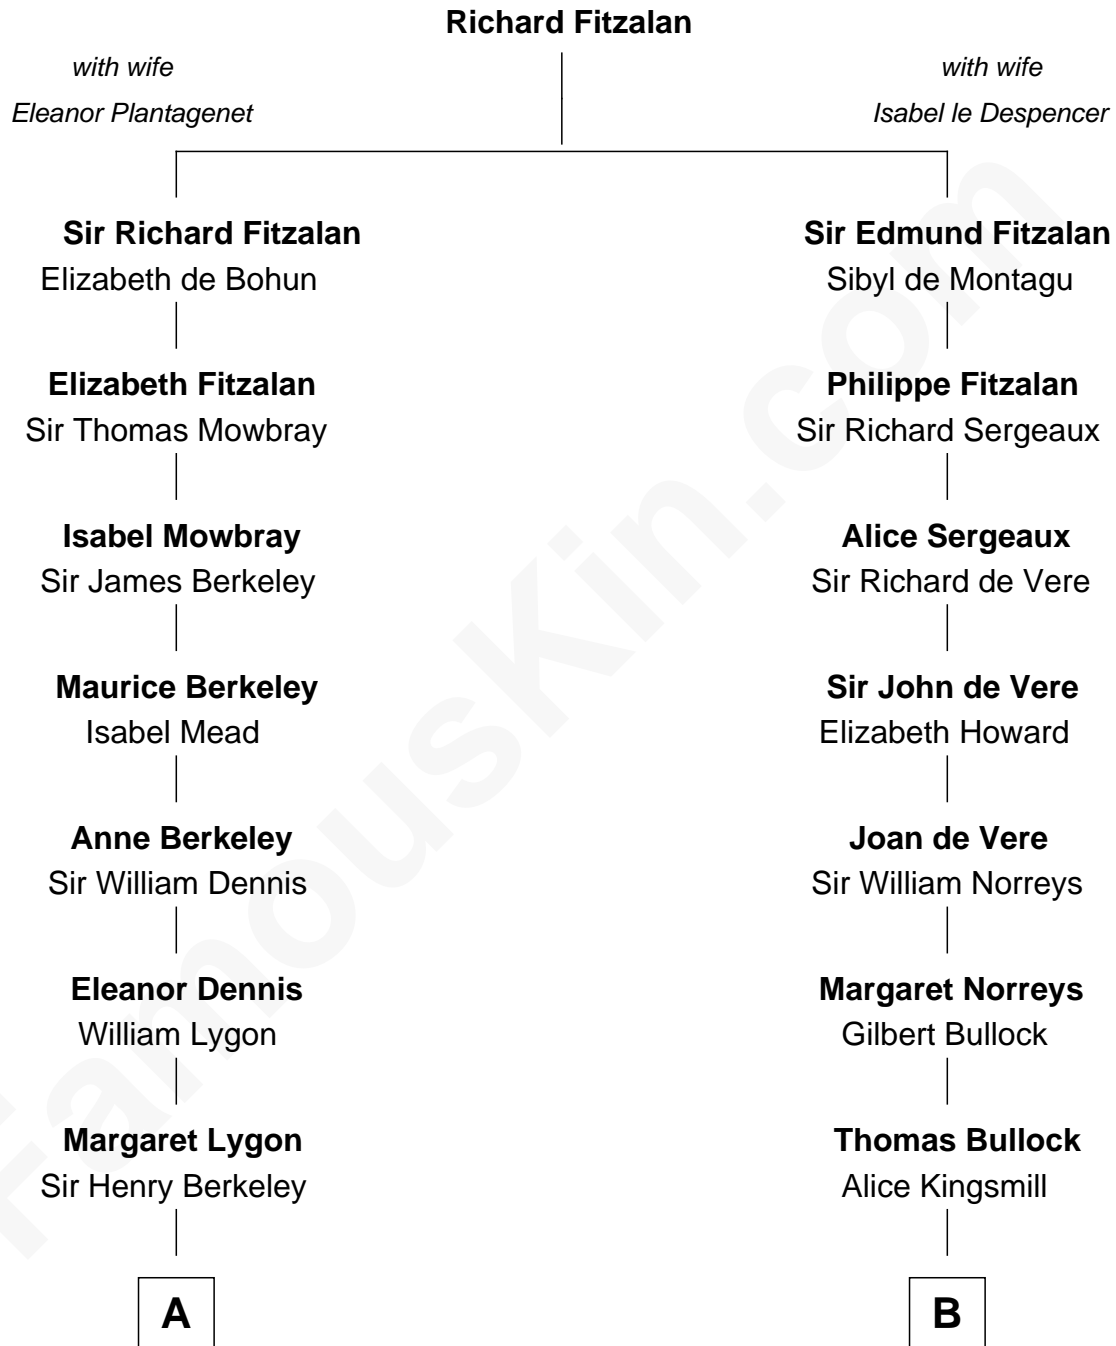 Richard Fitzalan
with wife
Eleanor Plantagenet
with wife
Isabel le Despencer
Sir Richard Fitzalan
Elizabeth de Bohun
Sir Edmund Fitzalan
Sibyl de Montagu
Elizabeth Fitzalan
Sir Thomas Mowbray
Philippe Fitzalan
Sir Richard Sergeaux
Isabel Mowbray
Sir James Berkeley
Alice Sergeaux
Sir Richard de Vere
Maurice Berkeley
Isabel Mead
Sir John de Vere
Elizabeth Howard
Anne Berkeley
Sir William Dennis
Joan de Vere
Sir William Norreys
Eleanor Dennis
William Lygon
Margaret Norreys
Gilbert Bullock
Margaret Lygon
Sir Henry Berkeley
Thomas Bullock
Alice Kingsmill
A
B
FamousKin.com